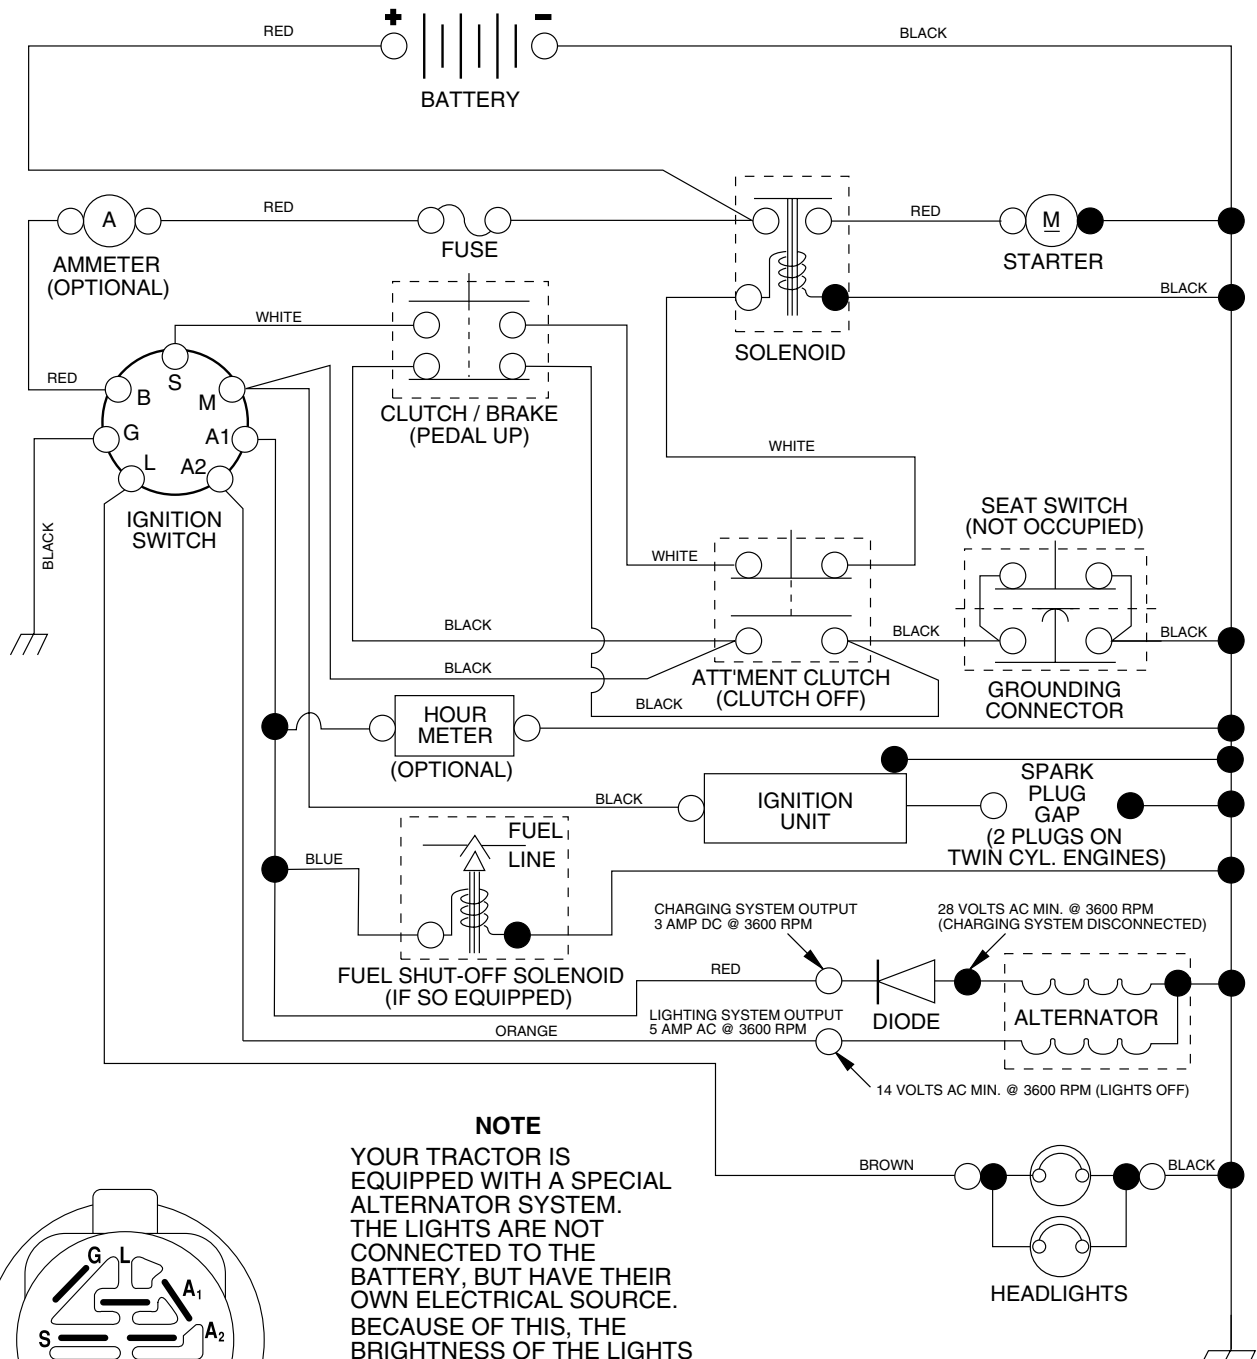 + -
RED
BLACK
BATTERY
A
RED
FUSE
RED
M
STARTER
AMMETER
(OPTIONAL)
BLACK
WHITE
SOLENOID
RED
S
B
M
G
A1
L
A2
CLUTCH / BRAKE
(PEDAL UP)
WHITE
IGNITION
SWITCH
BLACK
SEAT SWITCH
(NOT OCCUPIED)
WHITE
BLACK
BLACK
BLACK
BLACK
ATT'MENT CLUTCH
(CLUTCH OFF)
GROUNDING
CONNECTOR
BLACK
HOUR
METER
(OPTIONAL)
BLACK
IGNITION
UNIT
SPARK
PLUG
GAP
(2 PLUGS ON
TWIN CYL. ENGINES)
FUEL
LINE
BLUE
FUEL SHUT-OFF SOLENOID
(IF SO EQUIPPED)
CHARGING SYSTEM OUTPUT
3 AMP DC @ 3600 RPM
28 VOLTS AC MIN. @ 3600 RPM
(CHARGING SYSTEM DISCONNECTED)
RED
DIODE
ALTERNATOR
LIGHTING SYSTEM OUTPUT
5 AMP AC @ 3600 RPM
ORANGE
14 VOLTS AC MIN. @ 3600 RPM (LIGHTS OFF)
BROWN
BLACK
HEADLIGHTS
NOTE
YOUR TRACTOR IS
EQUIPPED WITH A SPECIAL
ALTERNATOR SYSTEM.
THE LIGHTS ARE NOT
CONNECTED TO THE
BATTERY, BUT HAVE THEIR
OWN ELECTRICAL SOURCE.
BECAUSE OF THIS, THE
BRIGHTNESS OF THE LIGHTS
G
L
A1
A2
S